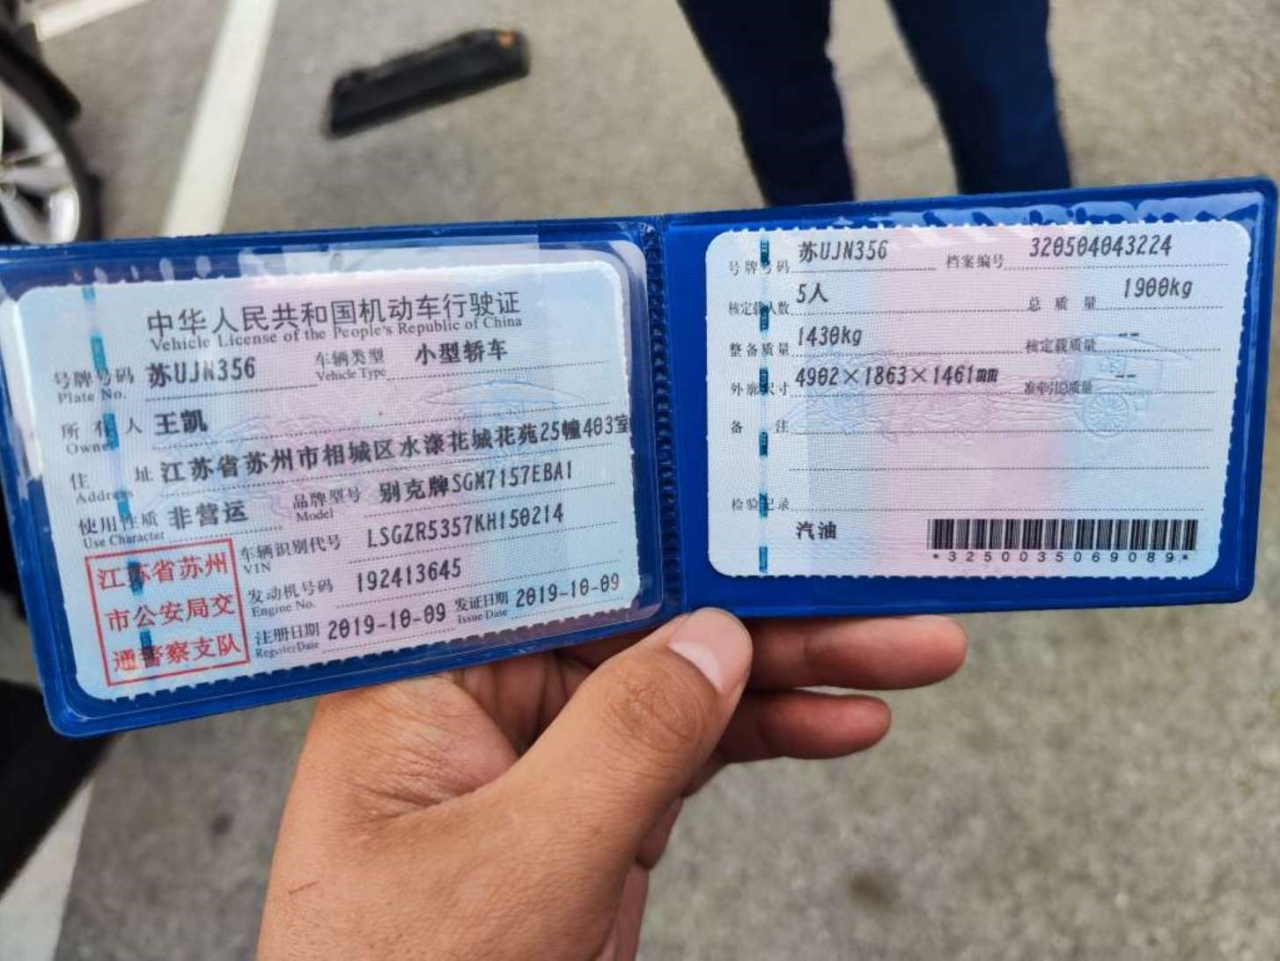 中华人民共和国机动车行驶证
Vehicle License of the People's Republic of China
号牌号码 苏UJN356 车辆类型 小型轿车
Plate No. Vehicle Type
所有人 王凯
Owner
住址 江苏省苏州市相城区水漾花城花苑25幢403室
Address
使用性质 非营运 品牌型号 别克牌SGM7157EBA1
Use Character Model
车辆识别代号 LSGZR5357KH150214
VIN
发动机号码 192413645
Engine No.
注册日期 2019-10-09 发证日期 2019-10-09
Register Date Issue Date
江苏省苏州
市公安局交
通警察支队
号牌号码 苏UJN356 档案编号 320504043224
核定载人数 5人 总质量 1900kg
整备质量 1430kg 核定载质量 --
外廓尺寸 4902×1863×1461mm 准牵引总质量 --
备注
检验记录
汽油
*3250035069089*